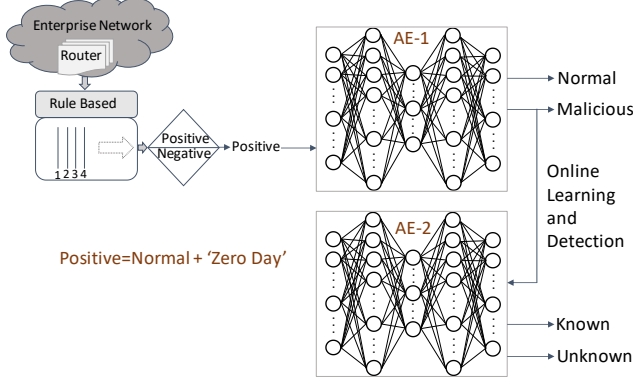 Enterprise Network
Router
Rule Based
1 2 3 4
Positive
Negative
Positive
AE-1
Normal
Malicious
Online
Learning
and
Detection
AE-2
Positive=Normal + ‘Zero Day’
Known
Unknown